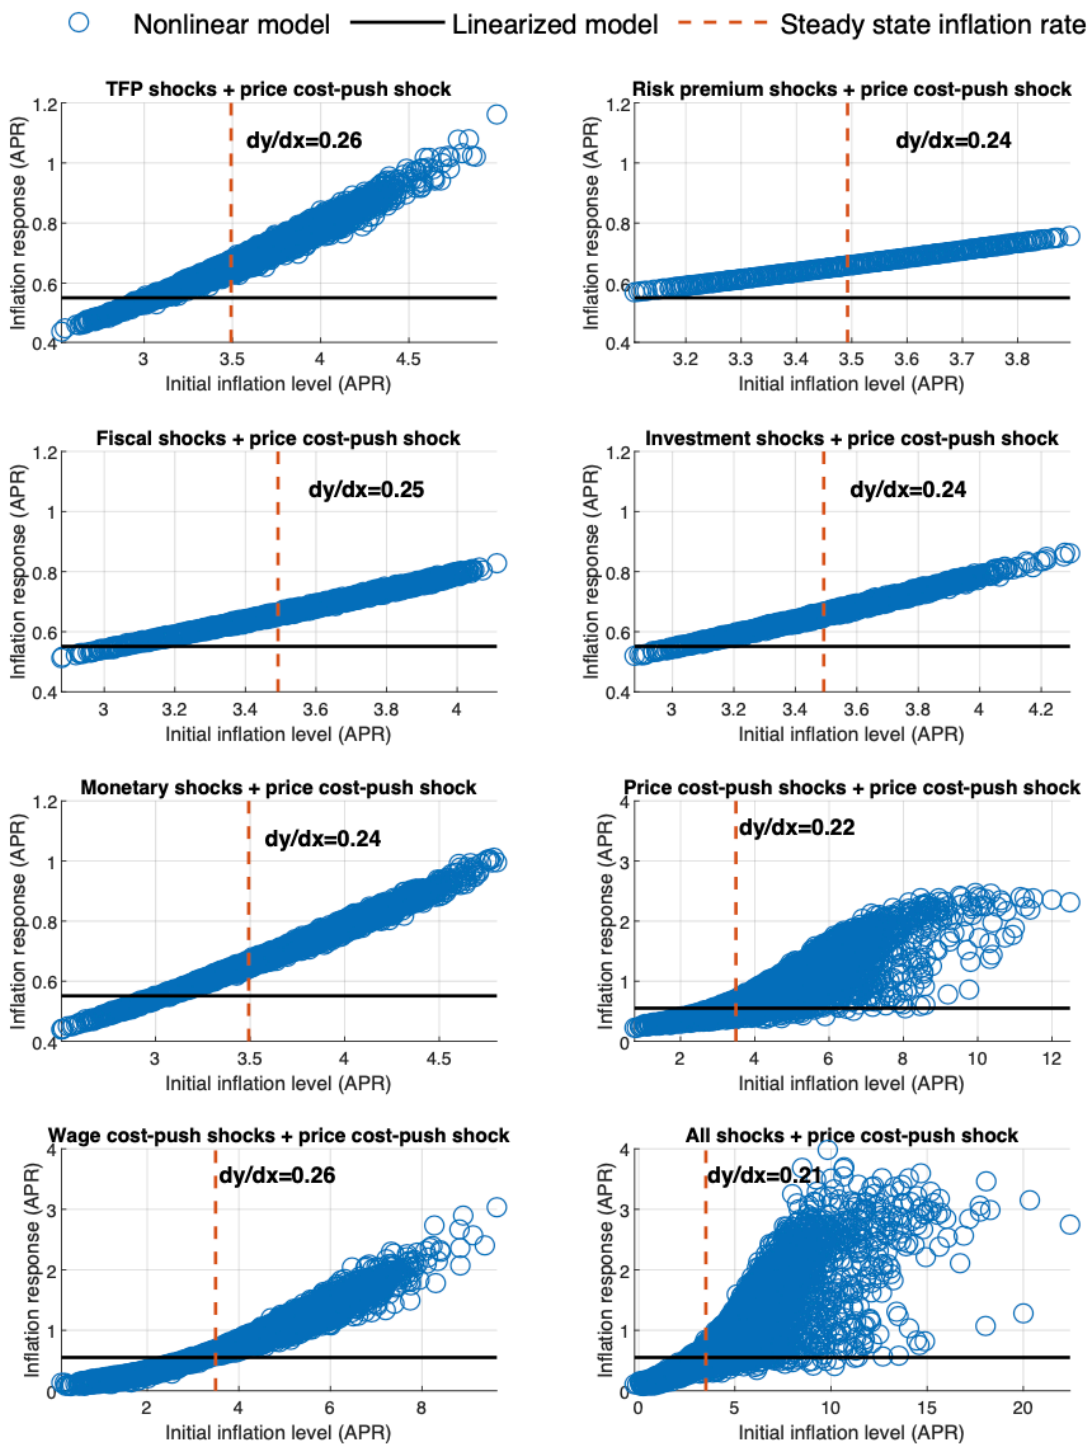 Nonlinear model Linearized model Steady state inflation rate
TFP shocks + price cost-push shock
Inflation response (APR)
1.2
1
0.8
0.6
0.4
dy/dx=0.26
3 3.5 4 4.5
Initial inflation level (APR)
Risk premium shocks + price cost-push shock
Inflation response (APR)
1.2
1
0.8
0.6
0.4
dy/dx=0.24
3.2 3.3 3.4 3.5 3.6 3.7 3.8
Initial inflation level (APR)
Fiscal shocks + price cost-push shock
Inflation response (APR)
1.2
1
0.8
0.6
0.4
dy/dx=0.25
3 3.2 3.4 3.6 3.8 4
Initial inflation level (APR)
Investment shocks + price cost-push shock
Inflation response (APR)
1.2
1
0.8
0.6
0.4
dy/dx=0.24
3 3.2 3.4 3.6 3.8 4 4.2
Initial inflation level (APR)
Monetary shocks + price cost-push shock
Inflation response (APR)
1.2
1
0.8
0.6
0.4
dy/dx=0.24
3 3.5 4 4.5
Initial inflation level (APR)
Price cost-push shocks + price cost-push shock
Inflation response (APR)
4
3
2
1
0
dy/dx=0.22
2 4 6 8 10 12
Initial inflation level (APR)
Wage cost-push shocks + price cost-push shock
Inflation response (APR)
4
3
2
1
0
dy/dx=0.26
2 4 6 8
Initial inflation level (APR)
All shocks + price cost-push shock
Inflation response (APR)
4
3
2
1
0
dy/dx=0.21
0 5 10 15 20
Initial inflation level (APR)